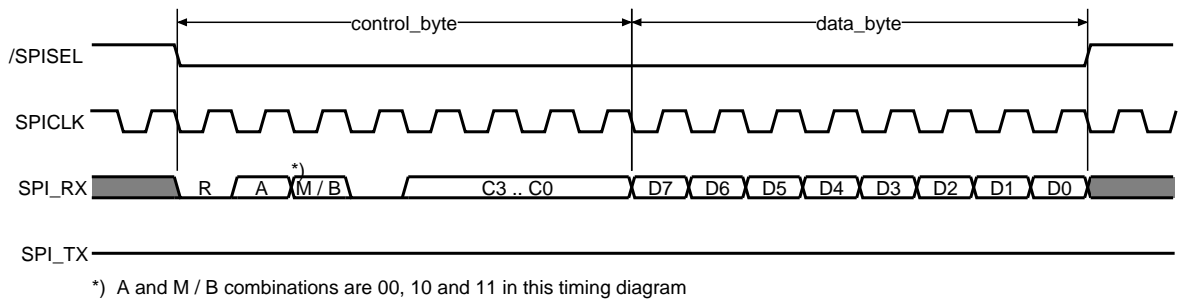 control_byte data_byte
/SPISEL
SPICLK
*)
SPI_RX R A M / B C3 .. C0 D7 D6 D5 D4 D3 D2 D1 D0
SPI_TX
*) A and M / B combinations are 00, 10 and 11 in this timing diagram